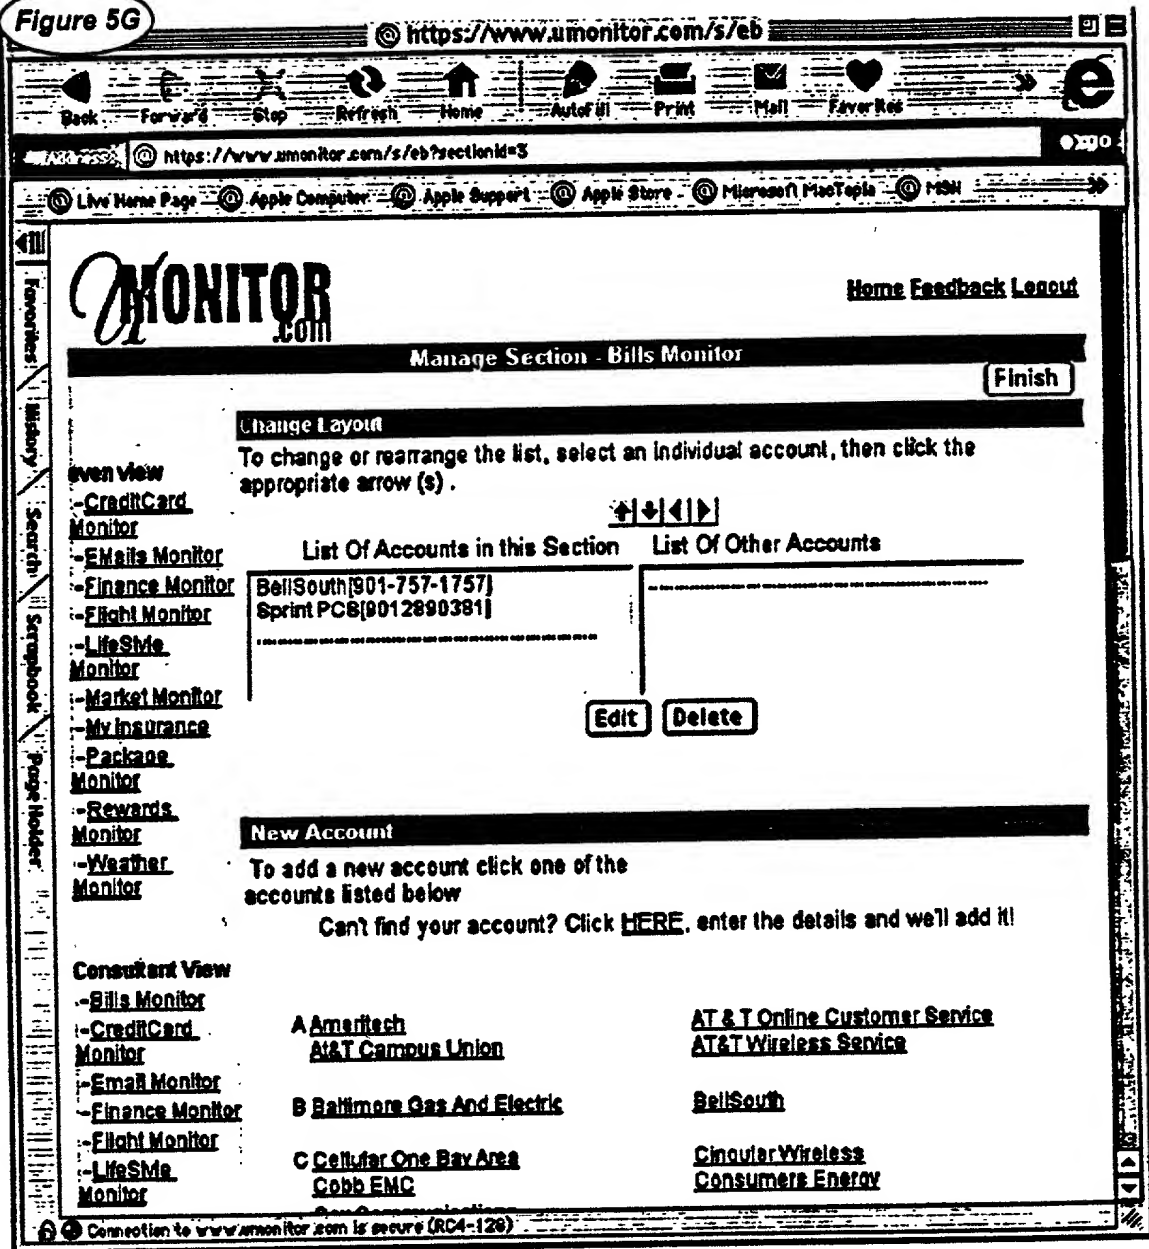 Figure 5G
https://www.umonitor.com/s/eb
Back Forward Stop Refresh Home AutoFill Print Mail Favorites
Address: https://www.umonitor.com/s/eb?sectionId=3 go
Live Home Page Apple Computer Apple Support Apple Store Microsoft MacTopia MSN
Favorites History Search Scrapbook Page Holder
UMONITOR
.com
Home Feedback Logout
Manage Section - Bills Monitor
Finish
Change Layout
To change or rearrange the list, select an individual account, then click the
appropriate arrow (s) .
List Of Accounts in this Section List Of Other Accounts
BellSouth[901-757-1757]
Sprint PCS[9012890381]
Edit Delete
even view
-CreditCard
Monitor
-EMails Monitor
-Finance Monitor
-Flight Monitor
-LifeStyle
Monitor
-Market Monitor
-My Insurance
-Package
Monitor
-Rewards
Monitor
-Weather
Monitor
New Account
To add a new account click one of the
accounts listed below
Can't find your account? Click HERE, enter the details and we'll add it!
Consultant View
-Bills Monitor
-CreditCard
Monitor
-Email Monitor
-Finance Monitor
-Flight Monitor
-LifeStyle
Monitor
A Ameritech AT & T Online Customer Service
At&T Campus Union AT&T Wireless Service
B Baltimore Gas And Electric BellSouth
C Cellular One Bay Area Cingular Wireless
Cobb EMC Consumers Energy
Connection to www.umonitor.com is secure (RC4-128)